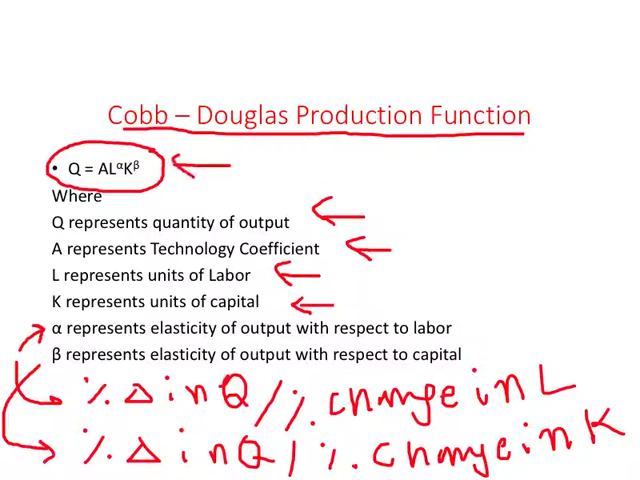 Cobb – Douglas Production Function
• Q = AL^αK^β
Where
Q represents quantity of output
A represents Technology Coefficient
L represents units of Labor
K represents units of capital
α represents elasticity of output with respect to labor
β represents elasticity of output with respect to capital
% Δ in Q / % change in L
% Δ in Q / % change in K